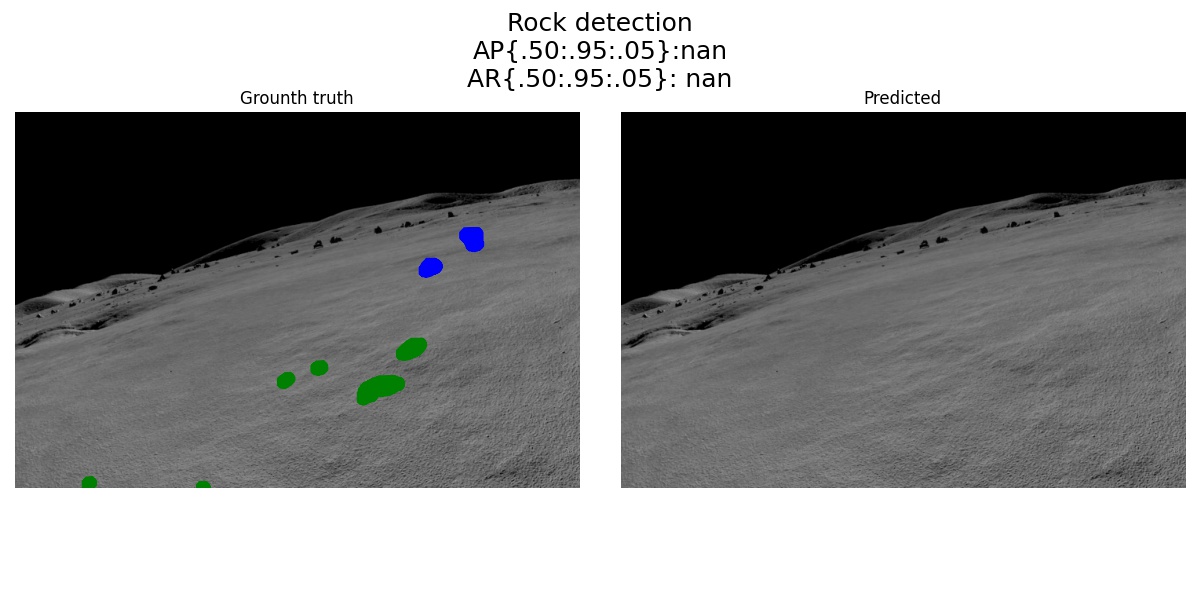 Rock detection
AP{.50:.95:.05}:nan
AR{.50:.95:.05}: nan
Grounth truth
Predicted